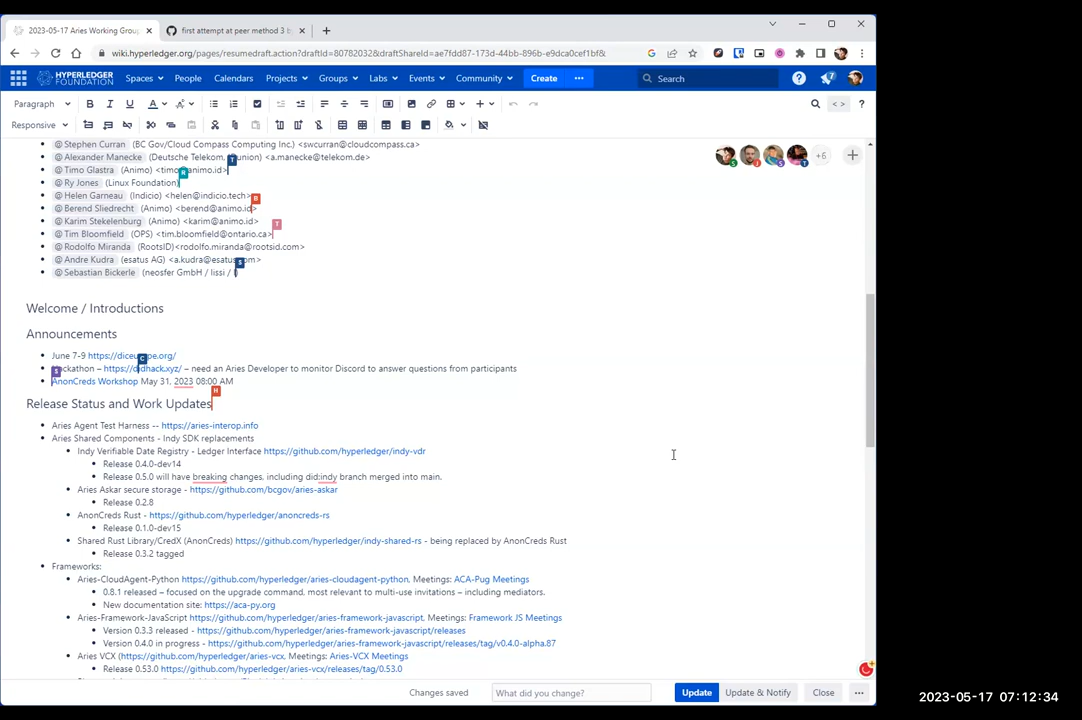 2023-05-17 Aries Working Grou
first attempt at peer method 3 b
wiki.hyperledger.org/pages/resumedraft.action?draftId=80782032&draftShareId=ae7fdd87-173d-44bb-896b-e9dca0cef1bf&
HYPERLEDGER FOUNDATION Spaces People Calendars Projects Groups Labs Events Community Create ••• Search ? 7
Paragraph B I U A
Responsive
@Stephen Curran (BC Gov/Cloud Compass Computing Inc.) <swcurran@cloudcompass.ca>
@Alexander Manecke (Deutsche Telekom, union) <a.manecke@telekom.de>
@Timo Glastra (Animo) animo.id>
@Ry Jones (Linux Foundation)
@Helen Garneau (Indicio) <helen@indicio.tech>
@Berend Sliedrecht (Animo) <berend@animo.id>
@Karim Stekelenburg (Animo) <karim@animo.id>
@Tim Bloomfield (OPS) <tim.bloomfield@ontario.ca>
@Rodolfo Miranda (RootsID)<rodolfo.miranda@rootsid.com>
@Andre Kudra (esatus AG) <a.kudra@esatus.com>
@Sebastian Bickerle (neosfer GmbH / lissi /
+6
Welcome / Introductions
Announcements
June 7-9 https://diceurope.org/
Hackathon – https://didhack.xyz/ – need an Aries Developer to monitor Discord to answer questions from participants
AnonCreds Workshop May 31, 2023 08:00 AM
Release Status and Work Updates
Aries Agent Test Harness -- https://aries-interop.info
Aries Shared Components - Indy SDK replacements
Indy Verifiable Date Registry - Ledger Interface https://github.com/hyperledger/indy-vdr
Release 0.4.0-dev14
Release 0.5.0 will have breaking changes, including did:indy branch merged into main.
Aries Askar secure storage - https://github.com/bcgov/aries-askar
Release 0.2.8
AnonCreds Rust - https://github.com/hyperledger/anoncreds-rs
Release 0.1.0-dev15
Shared Rust Library/CredX (AnonCreds) https://github.com/hyperledger/indy-shared-rs - being replaced by AnonCreds Rust
Release 0.3.2 tagged
Frameworks:
Aries-CloudAgent-Python https://github.com/hyperledger/aries-cloudagent-python, Meetings: ACA-Pug Meetings
0.8.1 released – focused on the upgrade command, most relevant to multi-use invitations – including mediators.
New documentation site: https://aca-py.org
Aries-Framework-JavaScript https://github.com/hyperledger/aries-framework-javascript, Meetings: Framework JS Meetings
Version 0.3.3 released - https://github.com/hyperledger/aries-framework-javascript/releases
Version 0.4.0 in progress - https://github.com/hyperledger/aries-framework-javascript/releases/tag/v0.4.0-alpha.87
Aries VCX (https://github.com/hyperledger/aries-vcx, Meetings: Aries-VCX Meetings
Release 0.53.0 https://github.com/hyperledger/aries-vcx/releases/tag/0.53.0
Changes saved What did you change? Update Update & Notify Close •••
2023-05-17 07:12:34